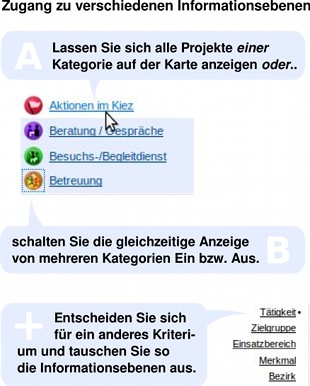 Zugang zu verschiedenen Informationsebenen
A
Lassen Sie sich alle Projekte einer
Kategorie auf der Karte anzeigen oder..
Aktionen im Kiez
Beratung / Gespräche
Besuchs-/Begleitdienst
Betreuung
schalten Sie die gleichzeitige Anzeige
von mehreren Kategorien Ein bzw. Aus.
B
+
Entscheiden Sie sich
für ein anderes Kriteri-
um und tauschen Sie so
die Informationsebenen aus.
Tätigkeit•
Zielgruppe
Einsatzbereich
Merkmal
Bezirk